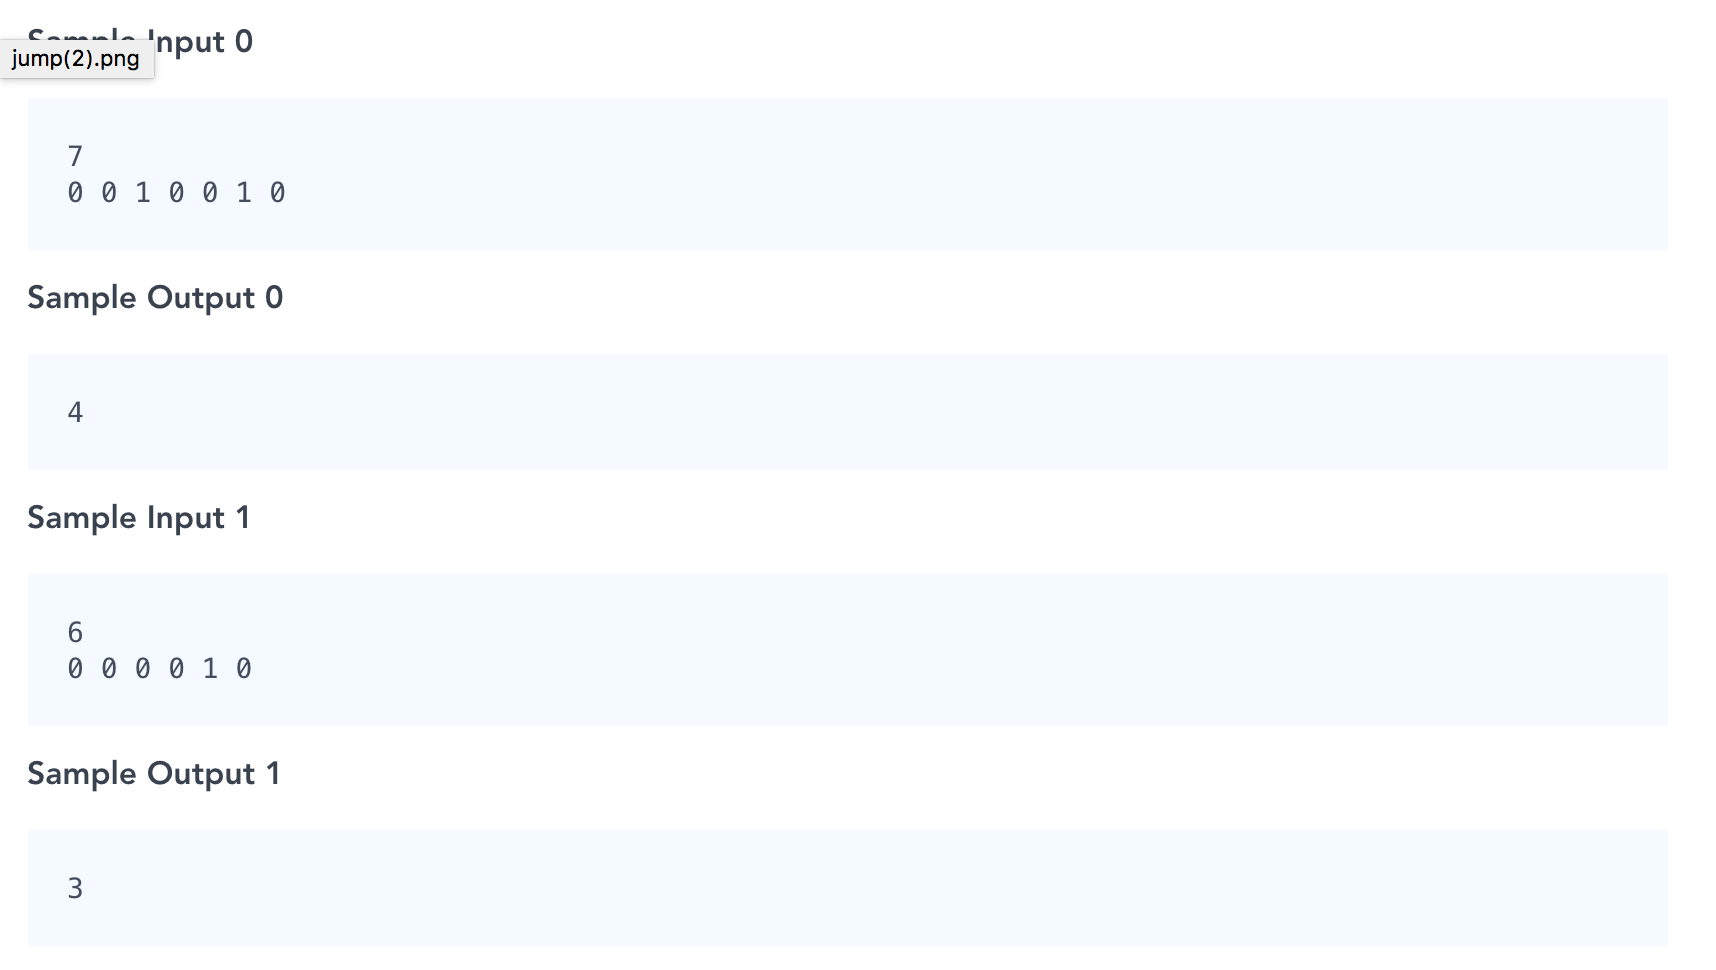 Sample Input 0
jump(2).png
7
0 0 1 0 0 1 0
Sample Output 0
4
Sample Input 1
6
0 0 0 0 1 0
Sample Output 1
3